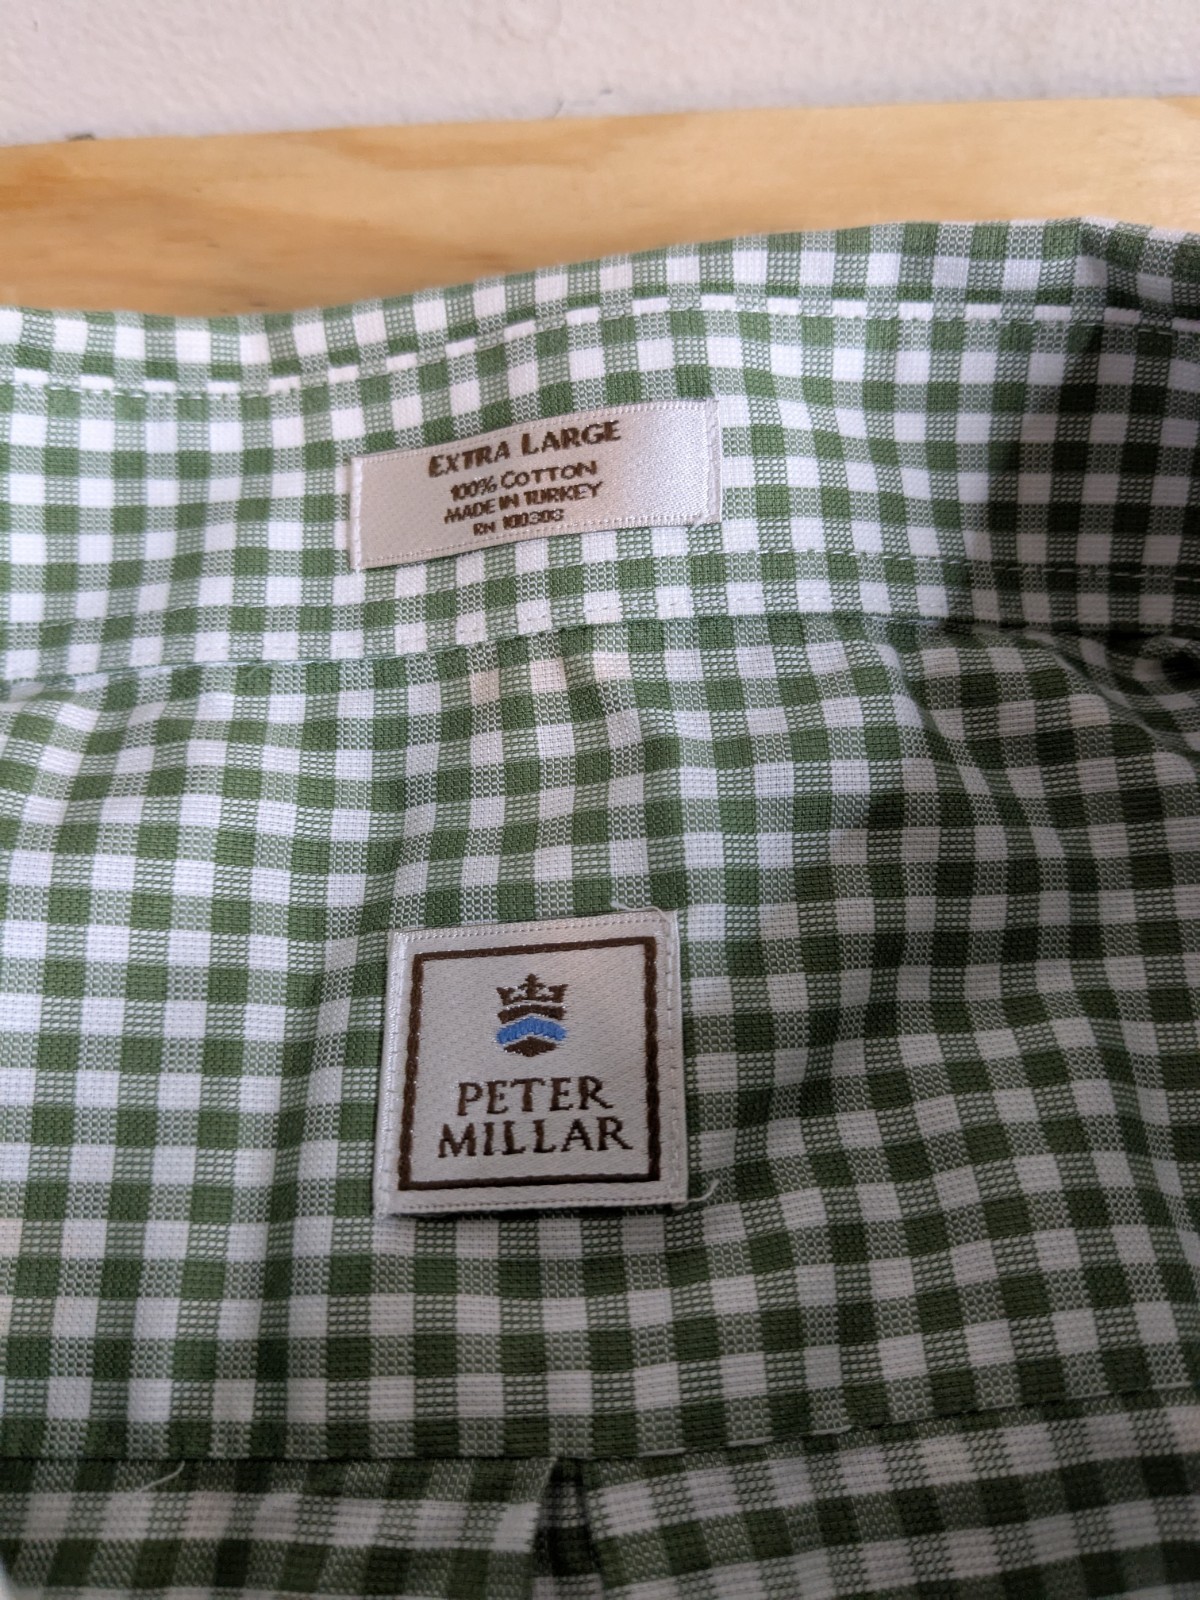 EXTRA LARGE
100% COTTON
MADE IN TURKEY
RN 100303
PETER
MILLAR